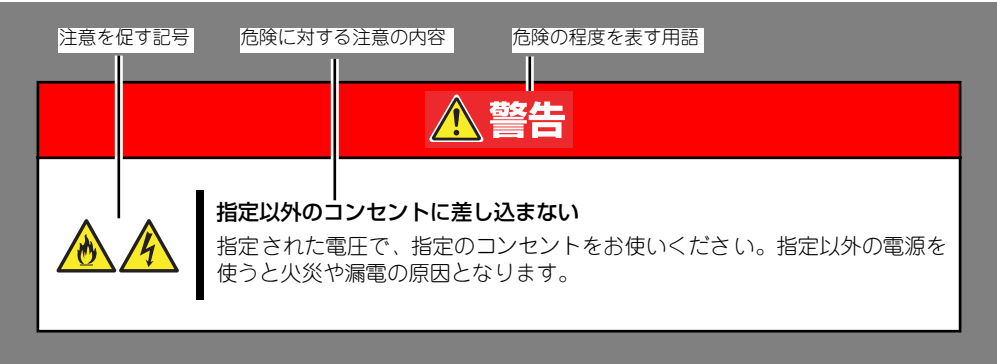 注意を促す記号
危険に対する注意の内容
危険の程度を表す用語
警告
指定以外のコンセントに差し込まない
指定された電圧で、指定のコンセントをお使いください。指定以外の電源を
使うと火災や漏電の原因となります。